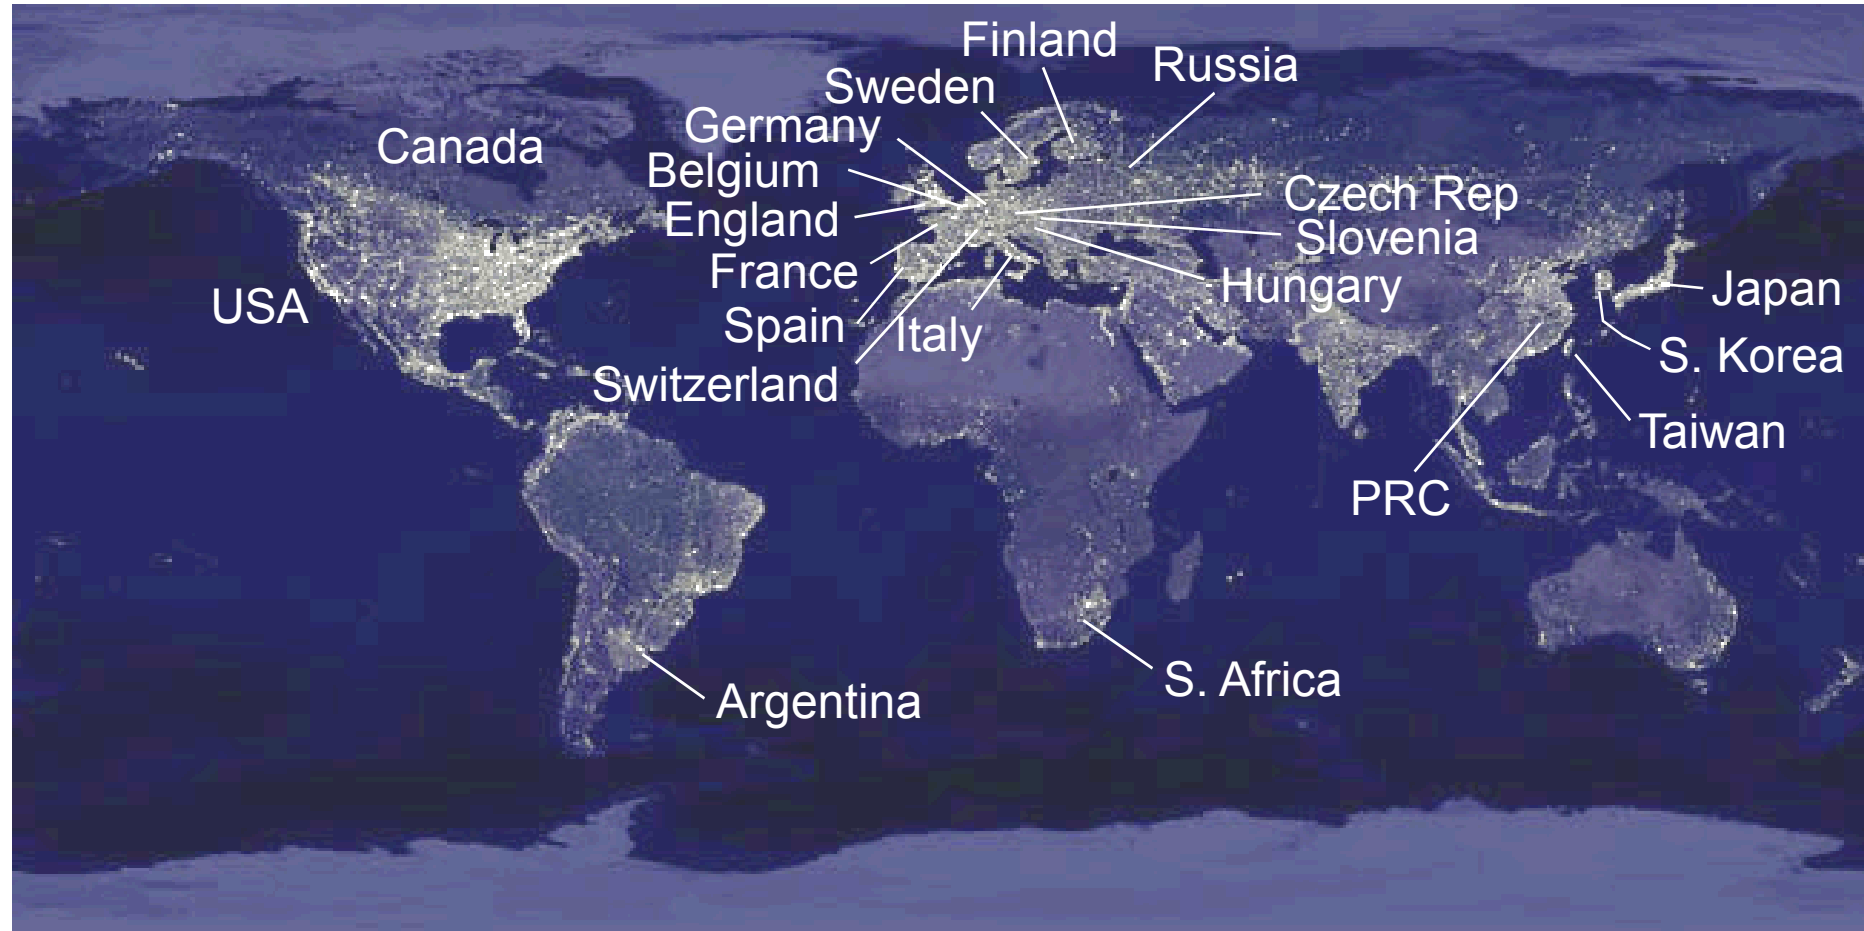 Finland
Russia
Sweden
Germany
Canada
Belgium
Czech Rep
England
Slovenia
France
Hungary
Japan
USA
Spain
Italy
S. Korea
Switzerland
Taiwan
PRC
S. Africa
Argentina